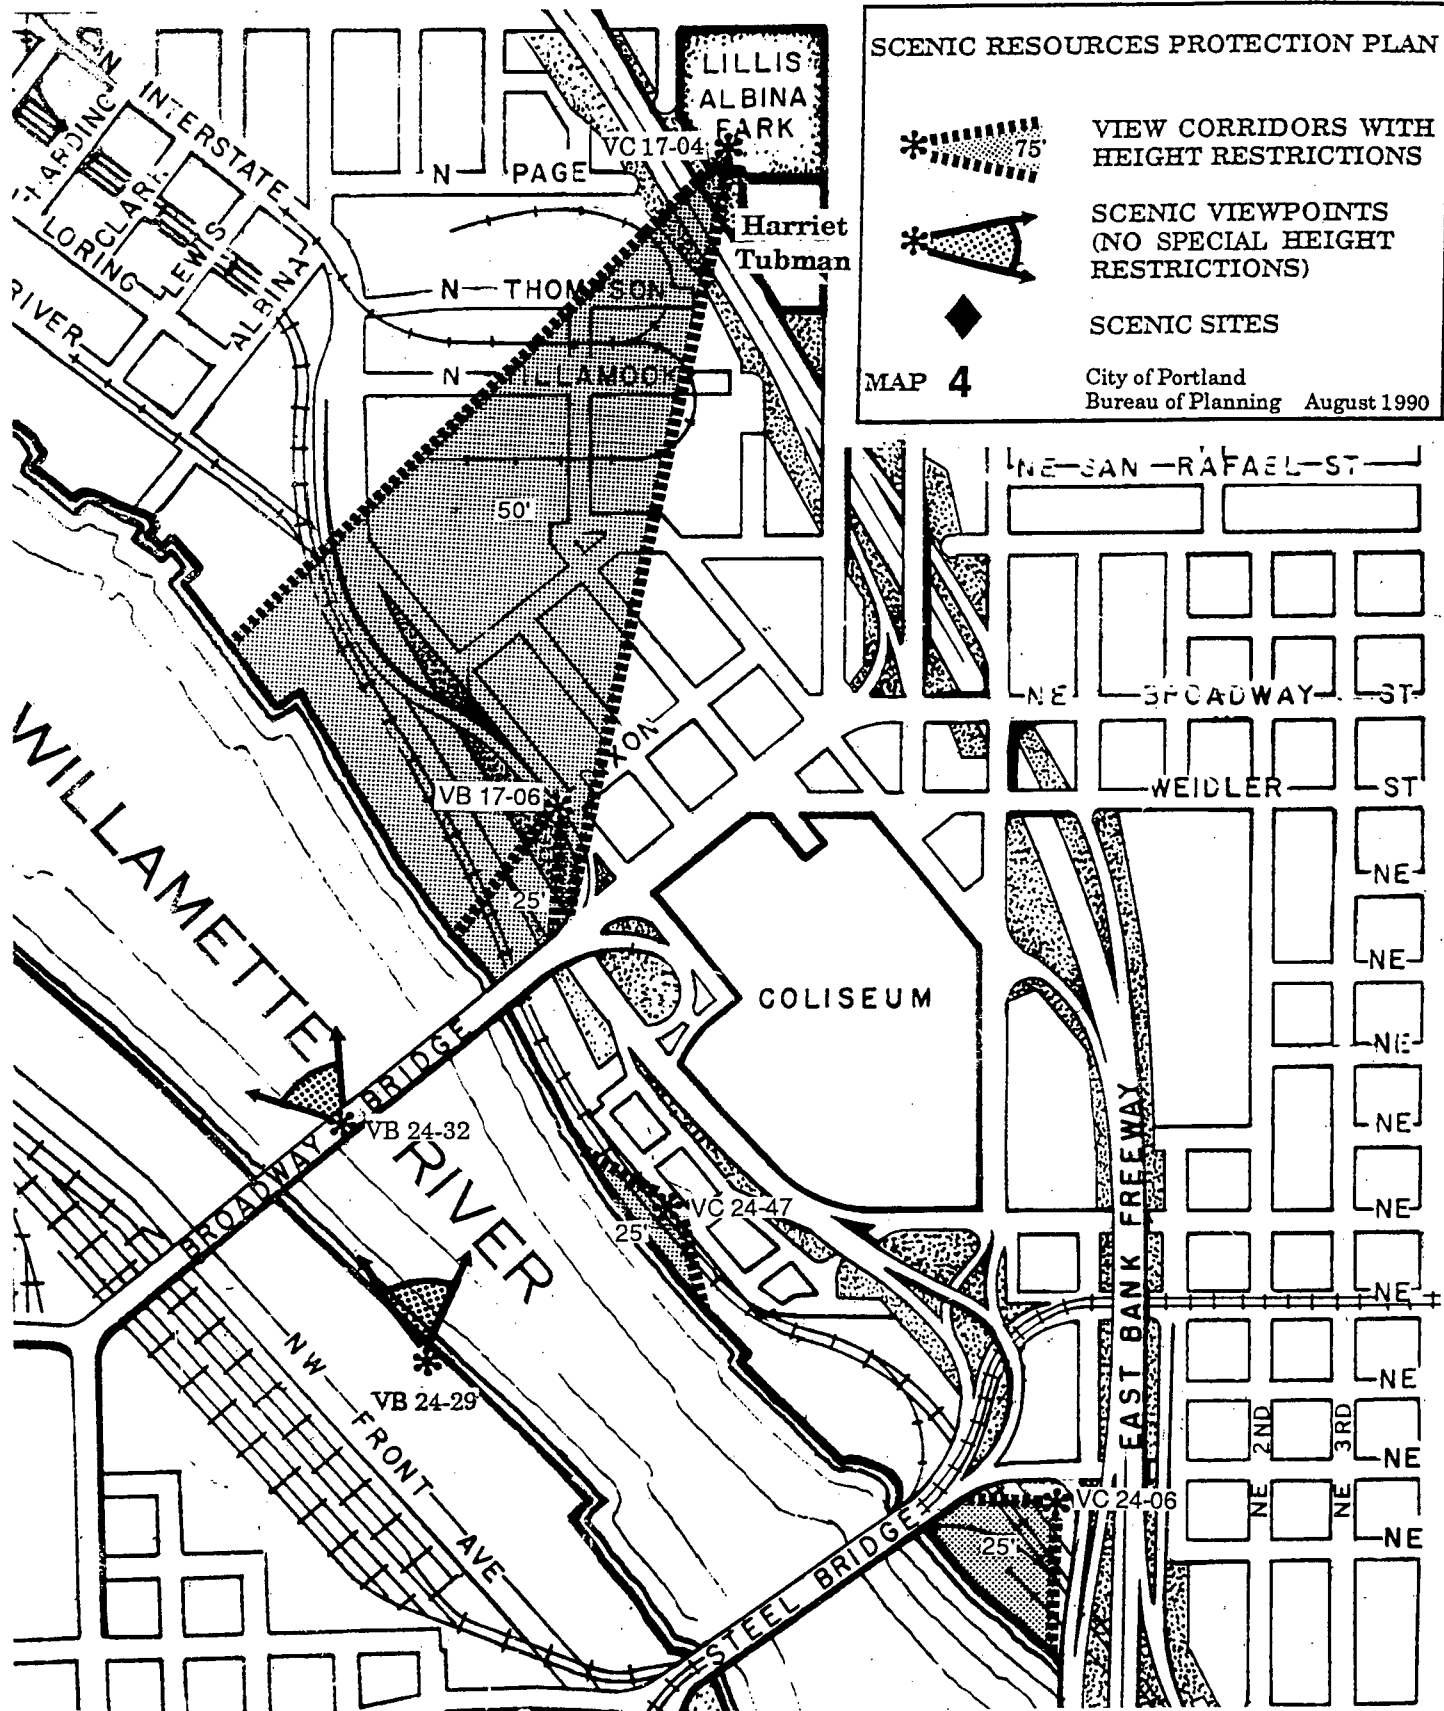 SCENIC RESOURCES PROTECTION PLAN
75'
VIEW CORRIDORS WITH
HEIGHT RESTRICTIONS
SCENIC VIEWPOINTS
(NO SPECIAL HEIGHT
RESTRICTIONS)
SCENIC SITES
MAP 4
City of Portland
Bureau of Planning August 1990
LILLIS
ALBINA
PARK
VC 17-04
Harriet
Tubman
N
HARDING
INTERSTATE
CLARK
LEWIS
LORING
ALBINA
RIVER
N PAGE
N THOMPSON
N TILLAMOOK
50'
NE SAN RAFAEL ST
NE BROADWAY ST
WEIDLER ST
VB 17-06
25'
WILLAMETTE
RIVER
COLISEUM
BROADWAY BRIDGE
VB 24-32
VC 24-47
25'
VB 24-29
NW FRONT AVE
EAST BANK FREEWAY
NE
NE
NE
NE
NE
NE
NE
NE
NE
NE 2ND
NE 3RD
VC 24-06
25'
STEEL BRIDGE